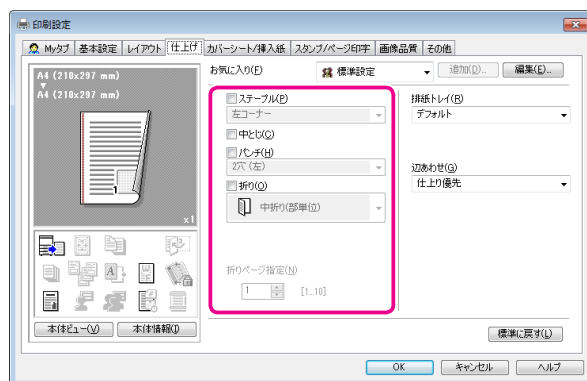 印刷設定
Myタブ 基本設定 レイアウト 仕上げ カバーシート/挿入紙 スタンプ/ページ印字 画像品質 その他
A4 (210x297 mm)
A4 (210x297 mm)
1
x1
本体ビュー(V) 本体情報(I)
お気に入り(F) 標準設定 追加(D).. 編集(E)..
ステープル(P)
左コーナー
中とじ(C)
パンチ(H)
2穴 (左)
折り(O)
中折り(部単位)
折りページ指定(N)
1 [1...10]
排紙トレイ(R)
デフォルト
辺あわせ(G)
仕上り優先
標準に戻す(L)
OK キャンセル ヘルプ